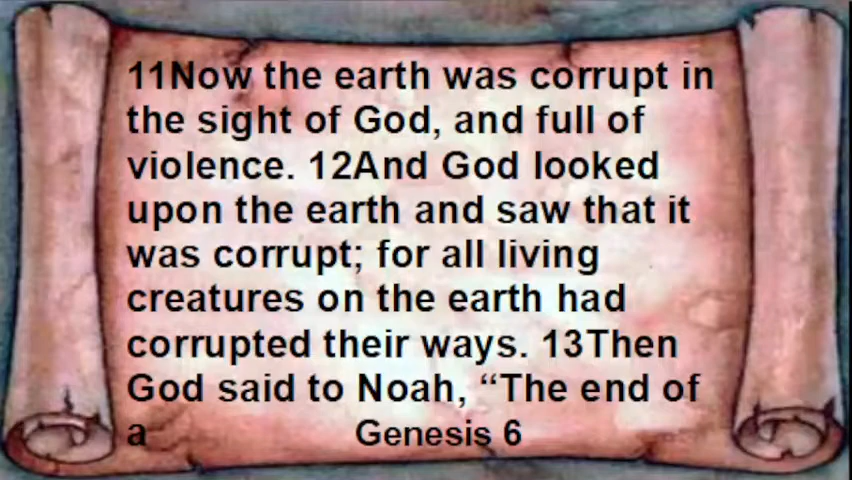 11Now the earth was corrupt in
the sight of God, and full of
violence. 12And God looked
upon the earth and saw that it
was corrupt; for all living
creatures on the earth had
corrupted their ways. 13Then
God said to Noah, “The end of
a Genesis 6